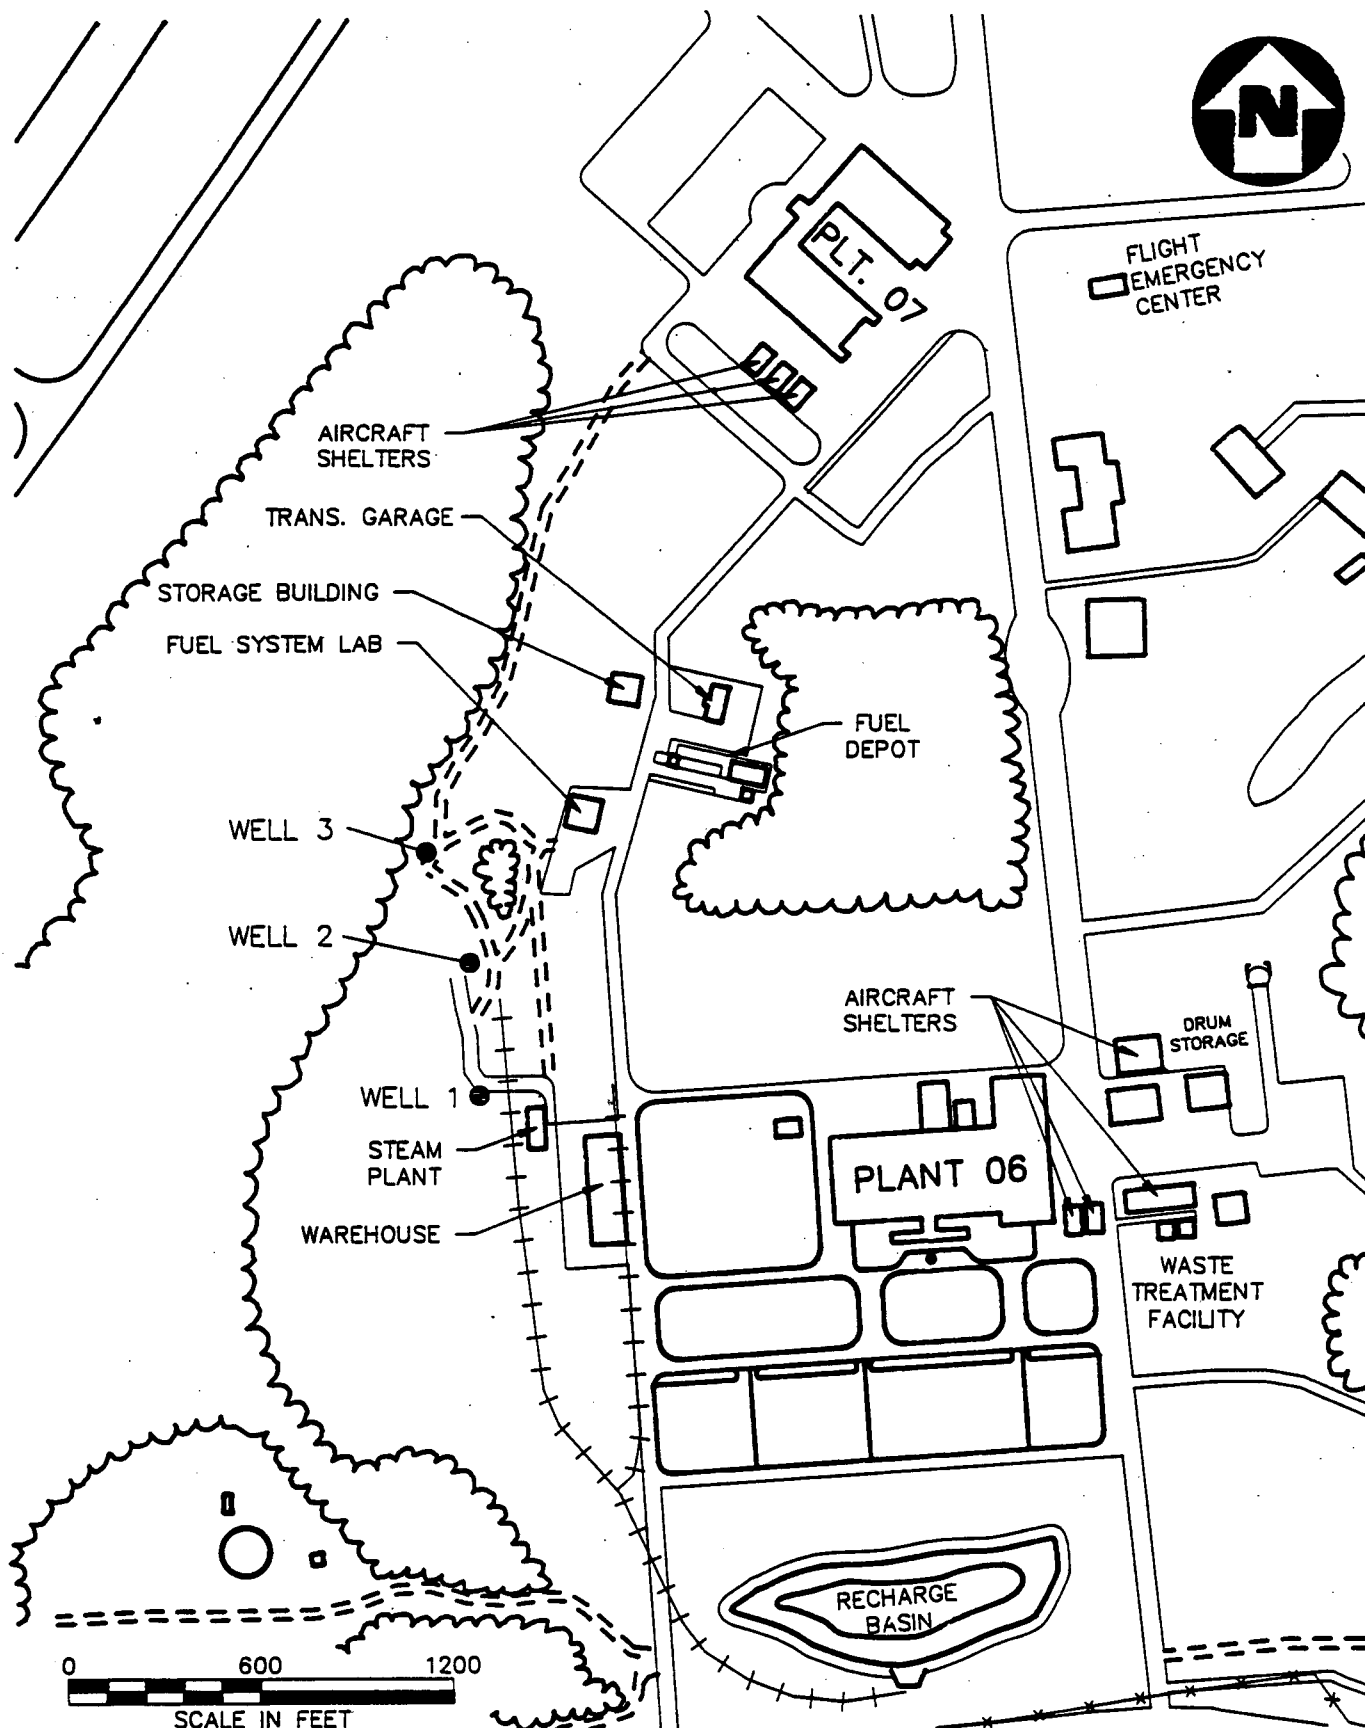 N
FLIGHT
EMERGENCY
CENTER
PLT. 07
AIRCRAFT
SHELTERS
TRANS. GARAGE
STORAGE BUILDING
FUEL SYSTEM LAB
FUEL
DEPOT
WELL 3
WELL 2
AIRCRAFT
SHELTERS
DRUM
STORAGE
WELL 1
STEAM
PLANT
PLANT 06
WAREHOUSE
WASTE
TREATMENT
FACILITY
RECHARGE
BASIN
0 600 1200
SCALE IN FEET